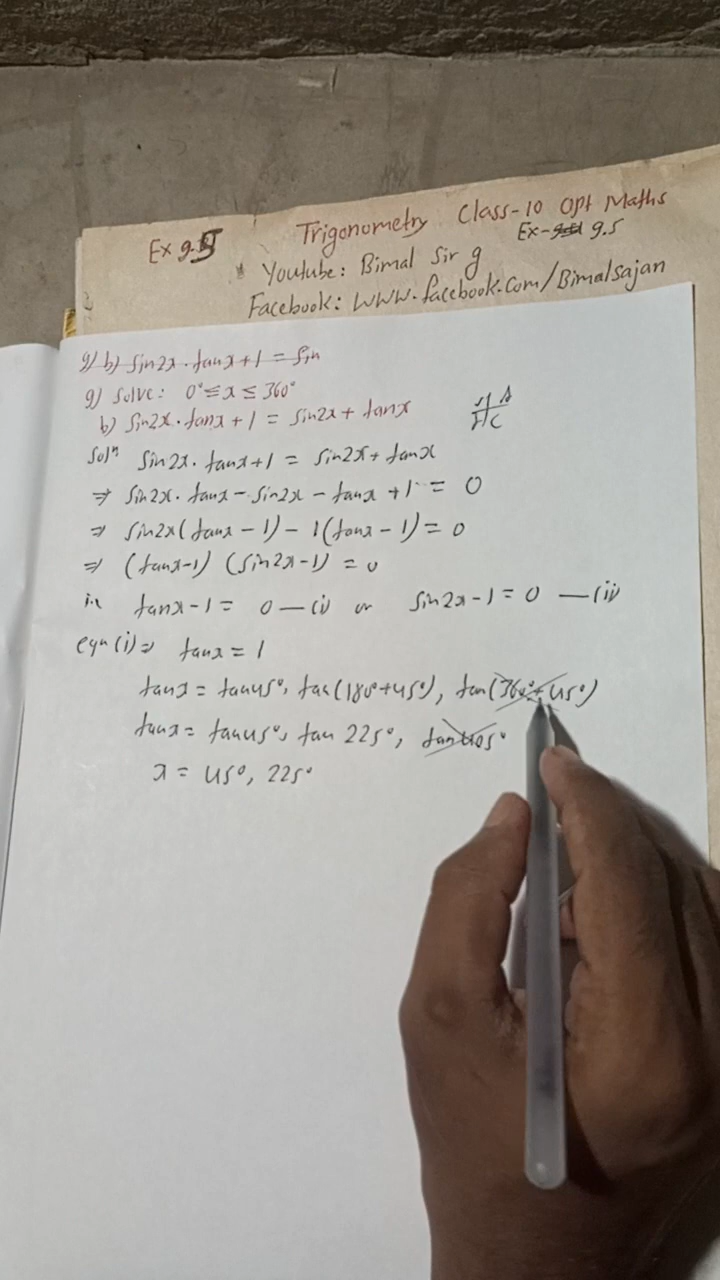 Ex 9.5
Trigonometry Class-10 Opt Maths
Ex- 9.5
Youtube: Bimal Sir g
Facebook: WWW.facebook.com/Bimalsajan
g) b) sin2x.tanx+1 = sin
g) Solve: 0° ≤ x ≤ 360°
b) sin2x.tanx + 1 = sin2x + tanx
Solⁿ sin2x.tanx+1 = sin2x+tanx
⇒ sin2x.tanx - sin2x - tanx + 1 = 0
⇒ sin2x(tanx - 1) - 1(tanx - 1) = 0
⇒ (tanx-1) (sin2x-1) = 0
tanx - 1 = 0 — (i) or sin2x - 1 = 0 — (ii)
eqn (i) ⇒ tanx = 1
tanx = tan45°, tan(180°+45°), tan(360°+45°)
tanx = tan45°, tan 225°, tan405°
x = 45°, 225°